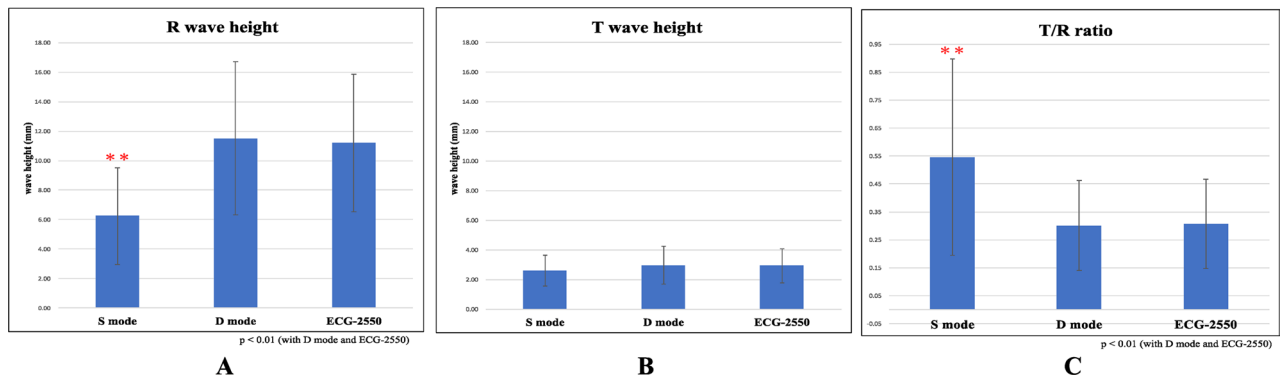 R wave height
18.00
16.00
14.00
12.00
10.00
8.00
6.00
4.00
2.00
0.00
wave height (mm)
**
S mode
D mode
ECG-2550
p < 0.01 (with D mode and ECG-2550)
A
T wave height
18.00
16.00
14.00
12.00
10.00
8.00
6.00
4.00
2.00
0.00
wave height (mm)
S mode
D mode
ECG-2550
B
T/R ratio
0.95
0.85
0.75
0.65
0.55
0.45
0.35
0.25
0.15
0.05
-0.05
**
S mode
D mode
ECG-2550
p < 0.01 (with D mode and ECG-2550)
C